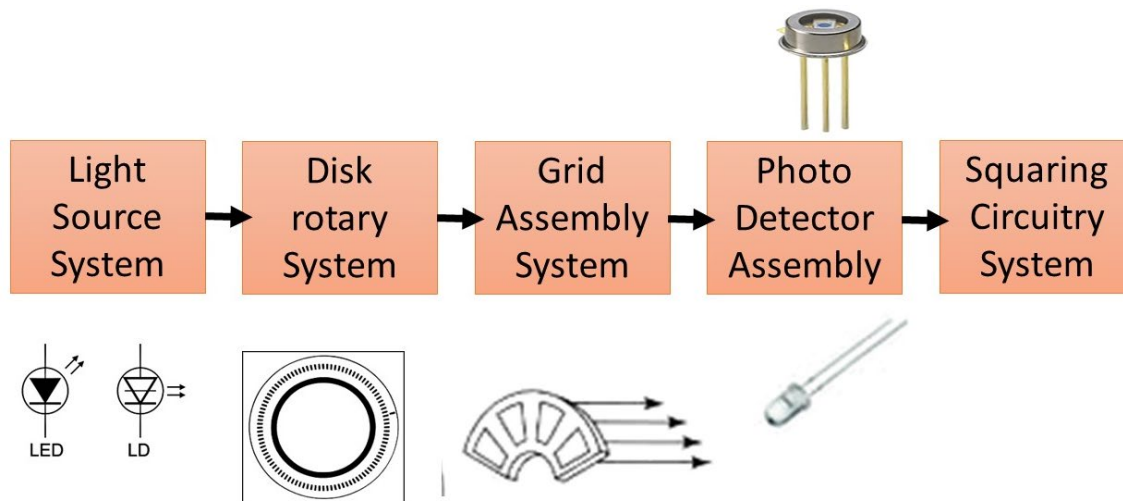 Light
Source
System
Disk
rotary
System
Grid
Assembly
System
Photo
Detector
Assembly
Squaring
Circuitry
System
LED
LD